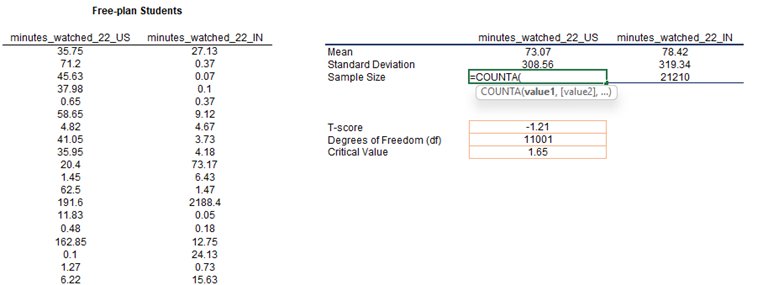 Free-plan Students
minutes_watched_22_US minutes_watched_22_IN
35.75 27.13
71.2 0.37
45.63 0.07
37.98 0.1
0.65 0.37
58.65 9.12
4.82 4.67
41.05 3.73
35.95 4.18
20.4 73.17
1.45 6.43
62.5 1.47
191.6 2188.4
11.83 0.05
0.48 0.18
162.85 12.75
0.1 24.13
1.27 0.73
6.22 15.63
minutes_watched_22_US minutes_watched_22_IN
Mean 73.07 78.42
Standard Deviation 308.56 319.34
Sample Size =COUNTA( 21210
COUNTA(value1, [value2], ...)
T-score -1.21
Degrees of Freedom (df) 11001
Critical Value 1.65